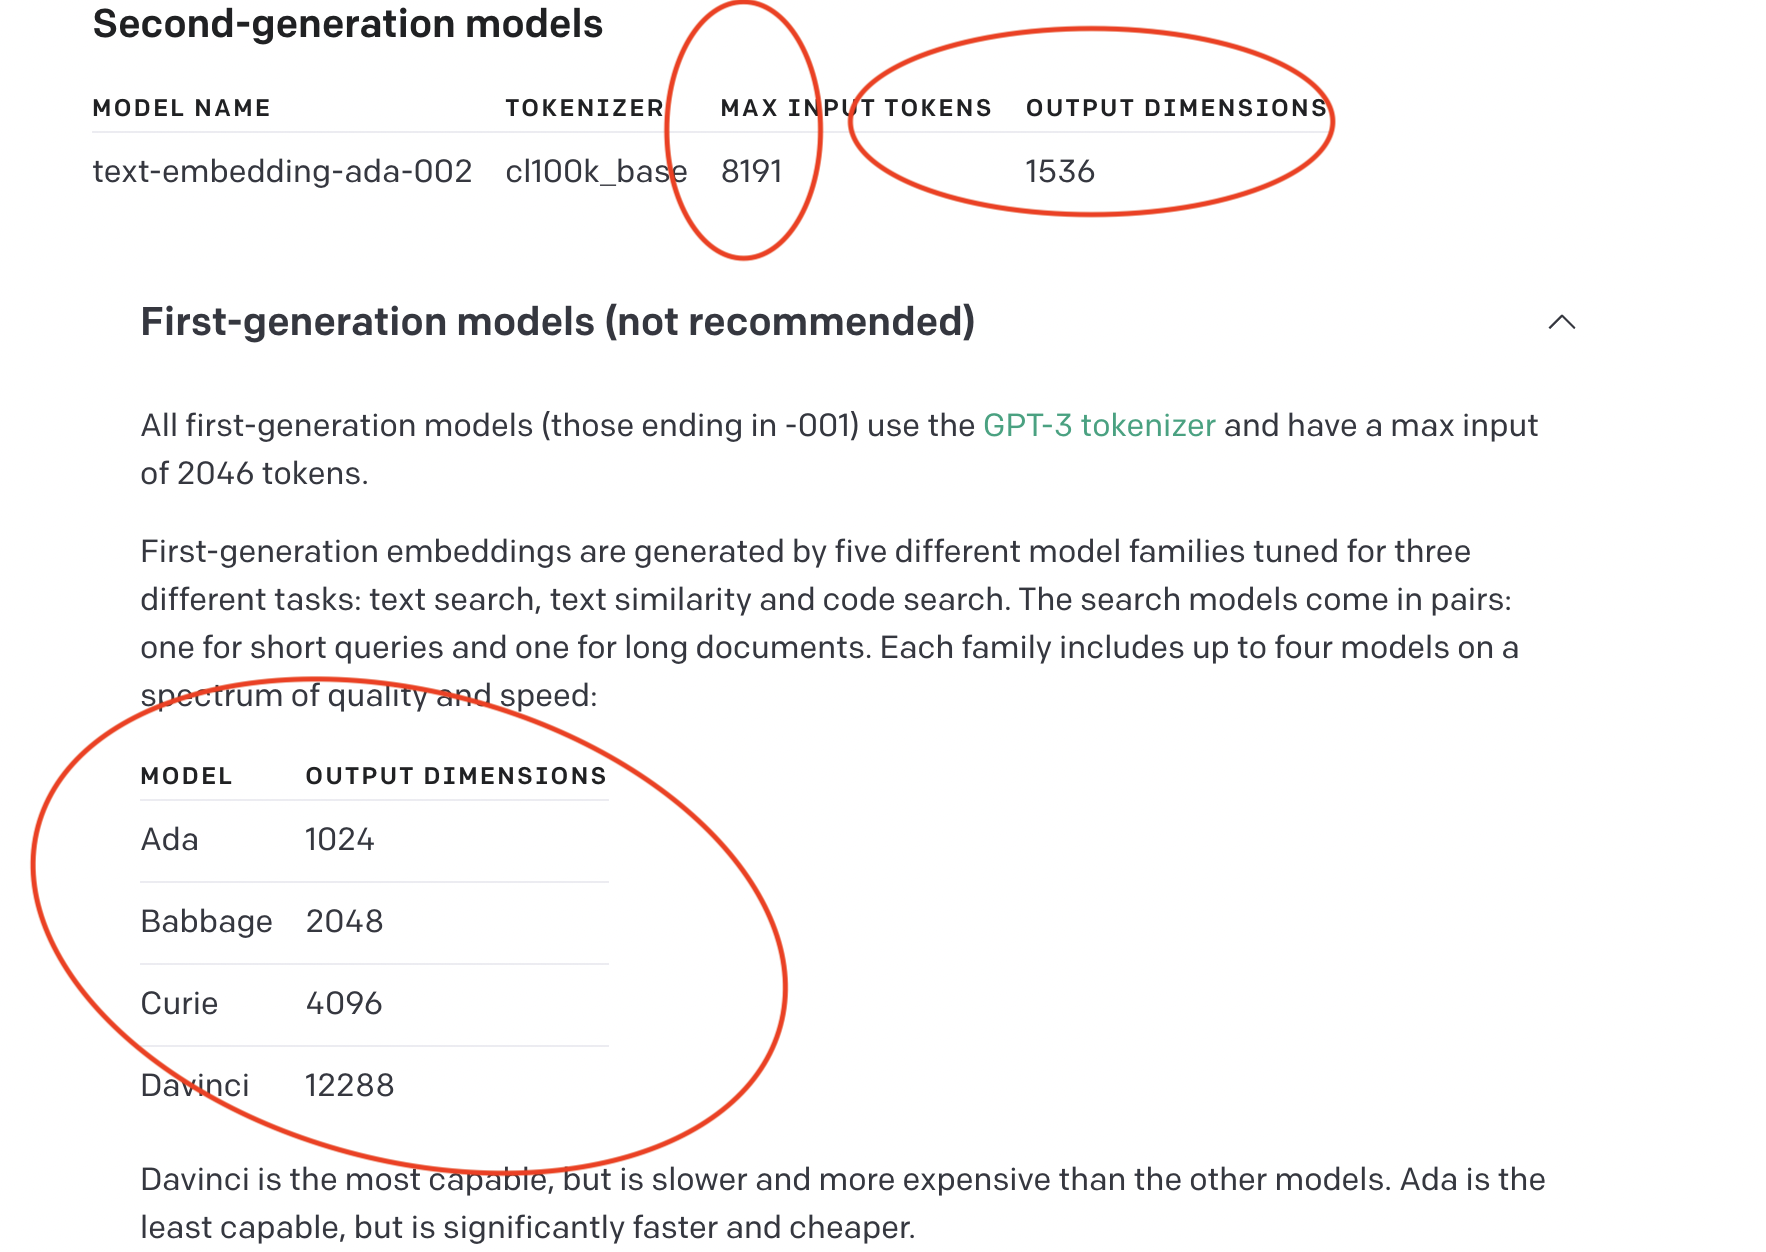 Second-generation models
MODEL NAME TOKENIZER MAX INPUT TOKENS OUTPUT DIMENSIONS
text-embedding-ada-002 cl100k_base 8191 1536
First-generation models (not recommended)
All first-generation models (those ending in -001) use the GPT-3 tokenizer and have a max input
of 2046 tokens.
First-generation embeddings are generated by five different model families tuned for three
different tasks: text search, text similarity and code search. The search models come in pairs:
one for short queries and one for long documents. Each family includes up to four models on a
spectrum of quality and speed:
MODEL OUTPUT DIMENSIONS
Ada 1024
Babbage 2048
Curie 4096
Davinci 12288
Davinci is the most capable, but is slower and more expensive than the other models. Ada is the
least capable, but is significantly faster and cheaper.